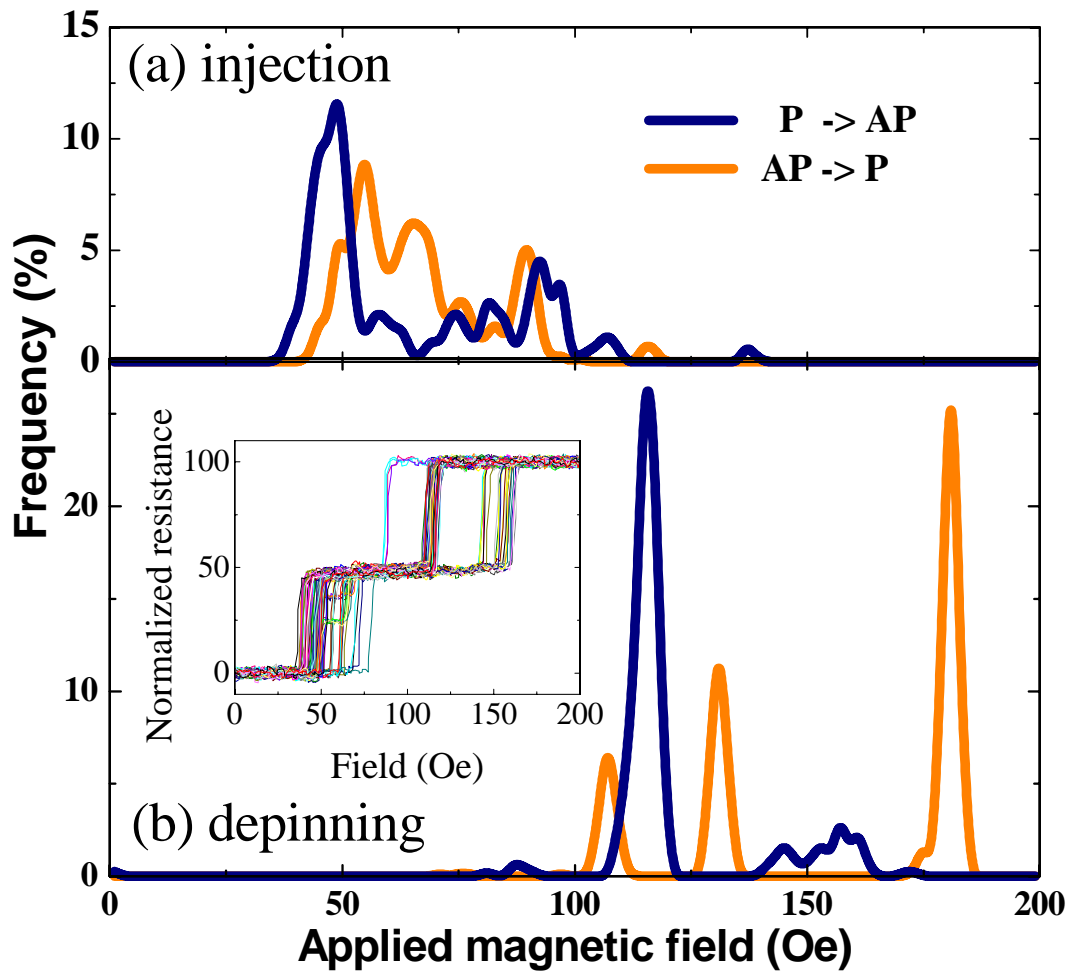 15
(a) injection
P -> AP
AP -> P
10
5
0
Frequency (%)
20
10
0
Normalized resistance
100
50
0
0 50 100 150 200
Field (Oe)
(b) depinning
0 50 100 150 200
Applied magnetic field (Oe)